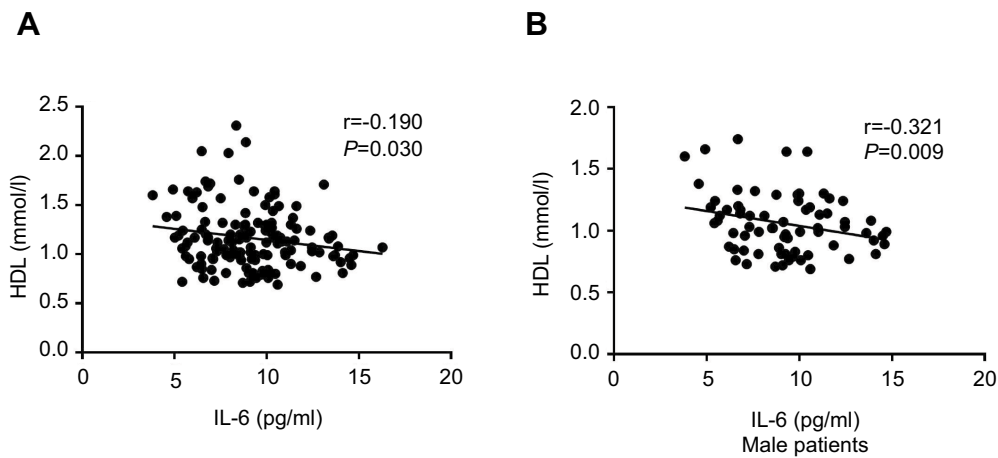 A
HDL (mmol/l)
2.5
2.0
1.5
1.0
0.5
0.0
r=-0.190
P=0.030
0
5
10
15
20
IL-6 (pg/ml)
B
HDL (mmol/l)
2.0
1.5
1.0
0.5
0.0
r=-0.321
P=0.009
0
5
10
15
20
IL-6 (pg/ml)
Male patients